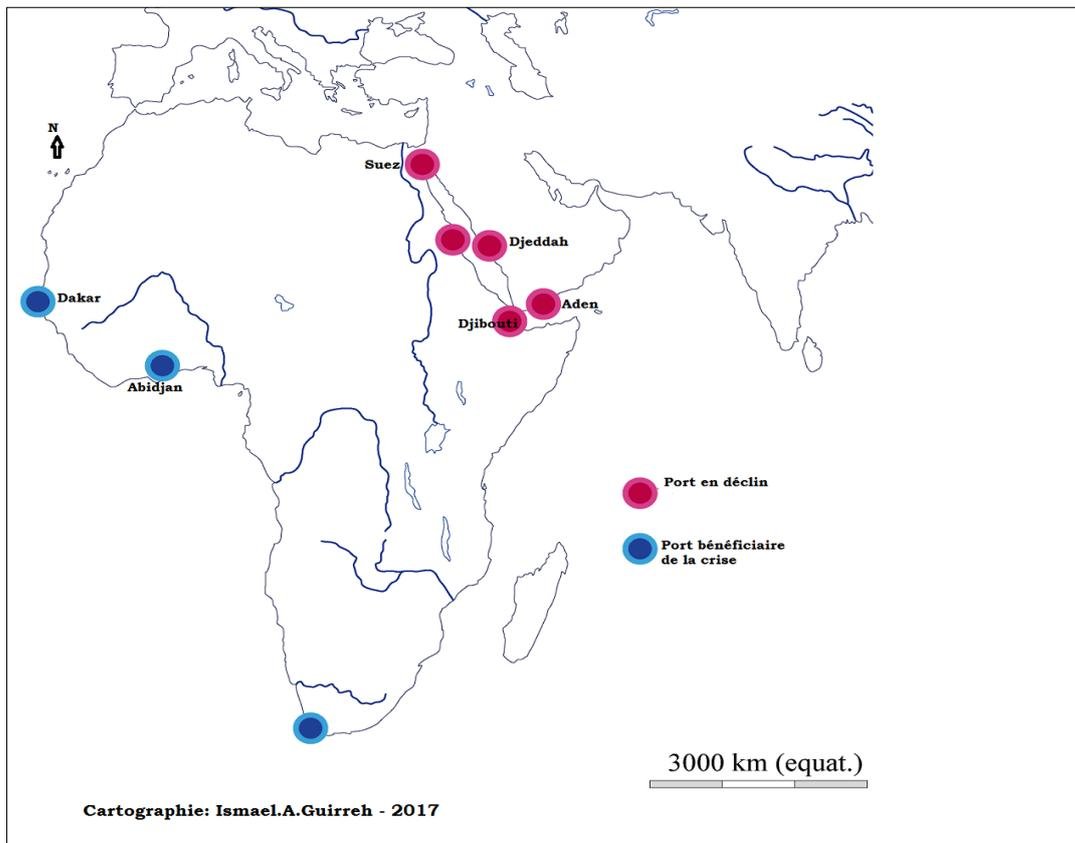 N
Suez
Djeddah
Dakar
Aden
Djibouti
Abidjan
Port en déclin
Port bénéficiaire
de la crise
3000 km (equat.)
Cartographie: Ismael.A.Guirreh - 2017